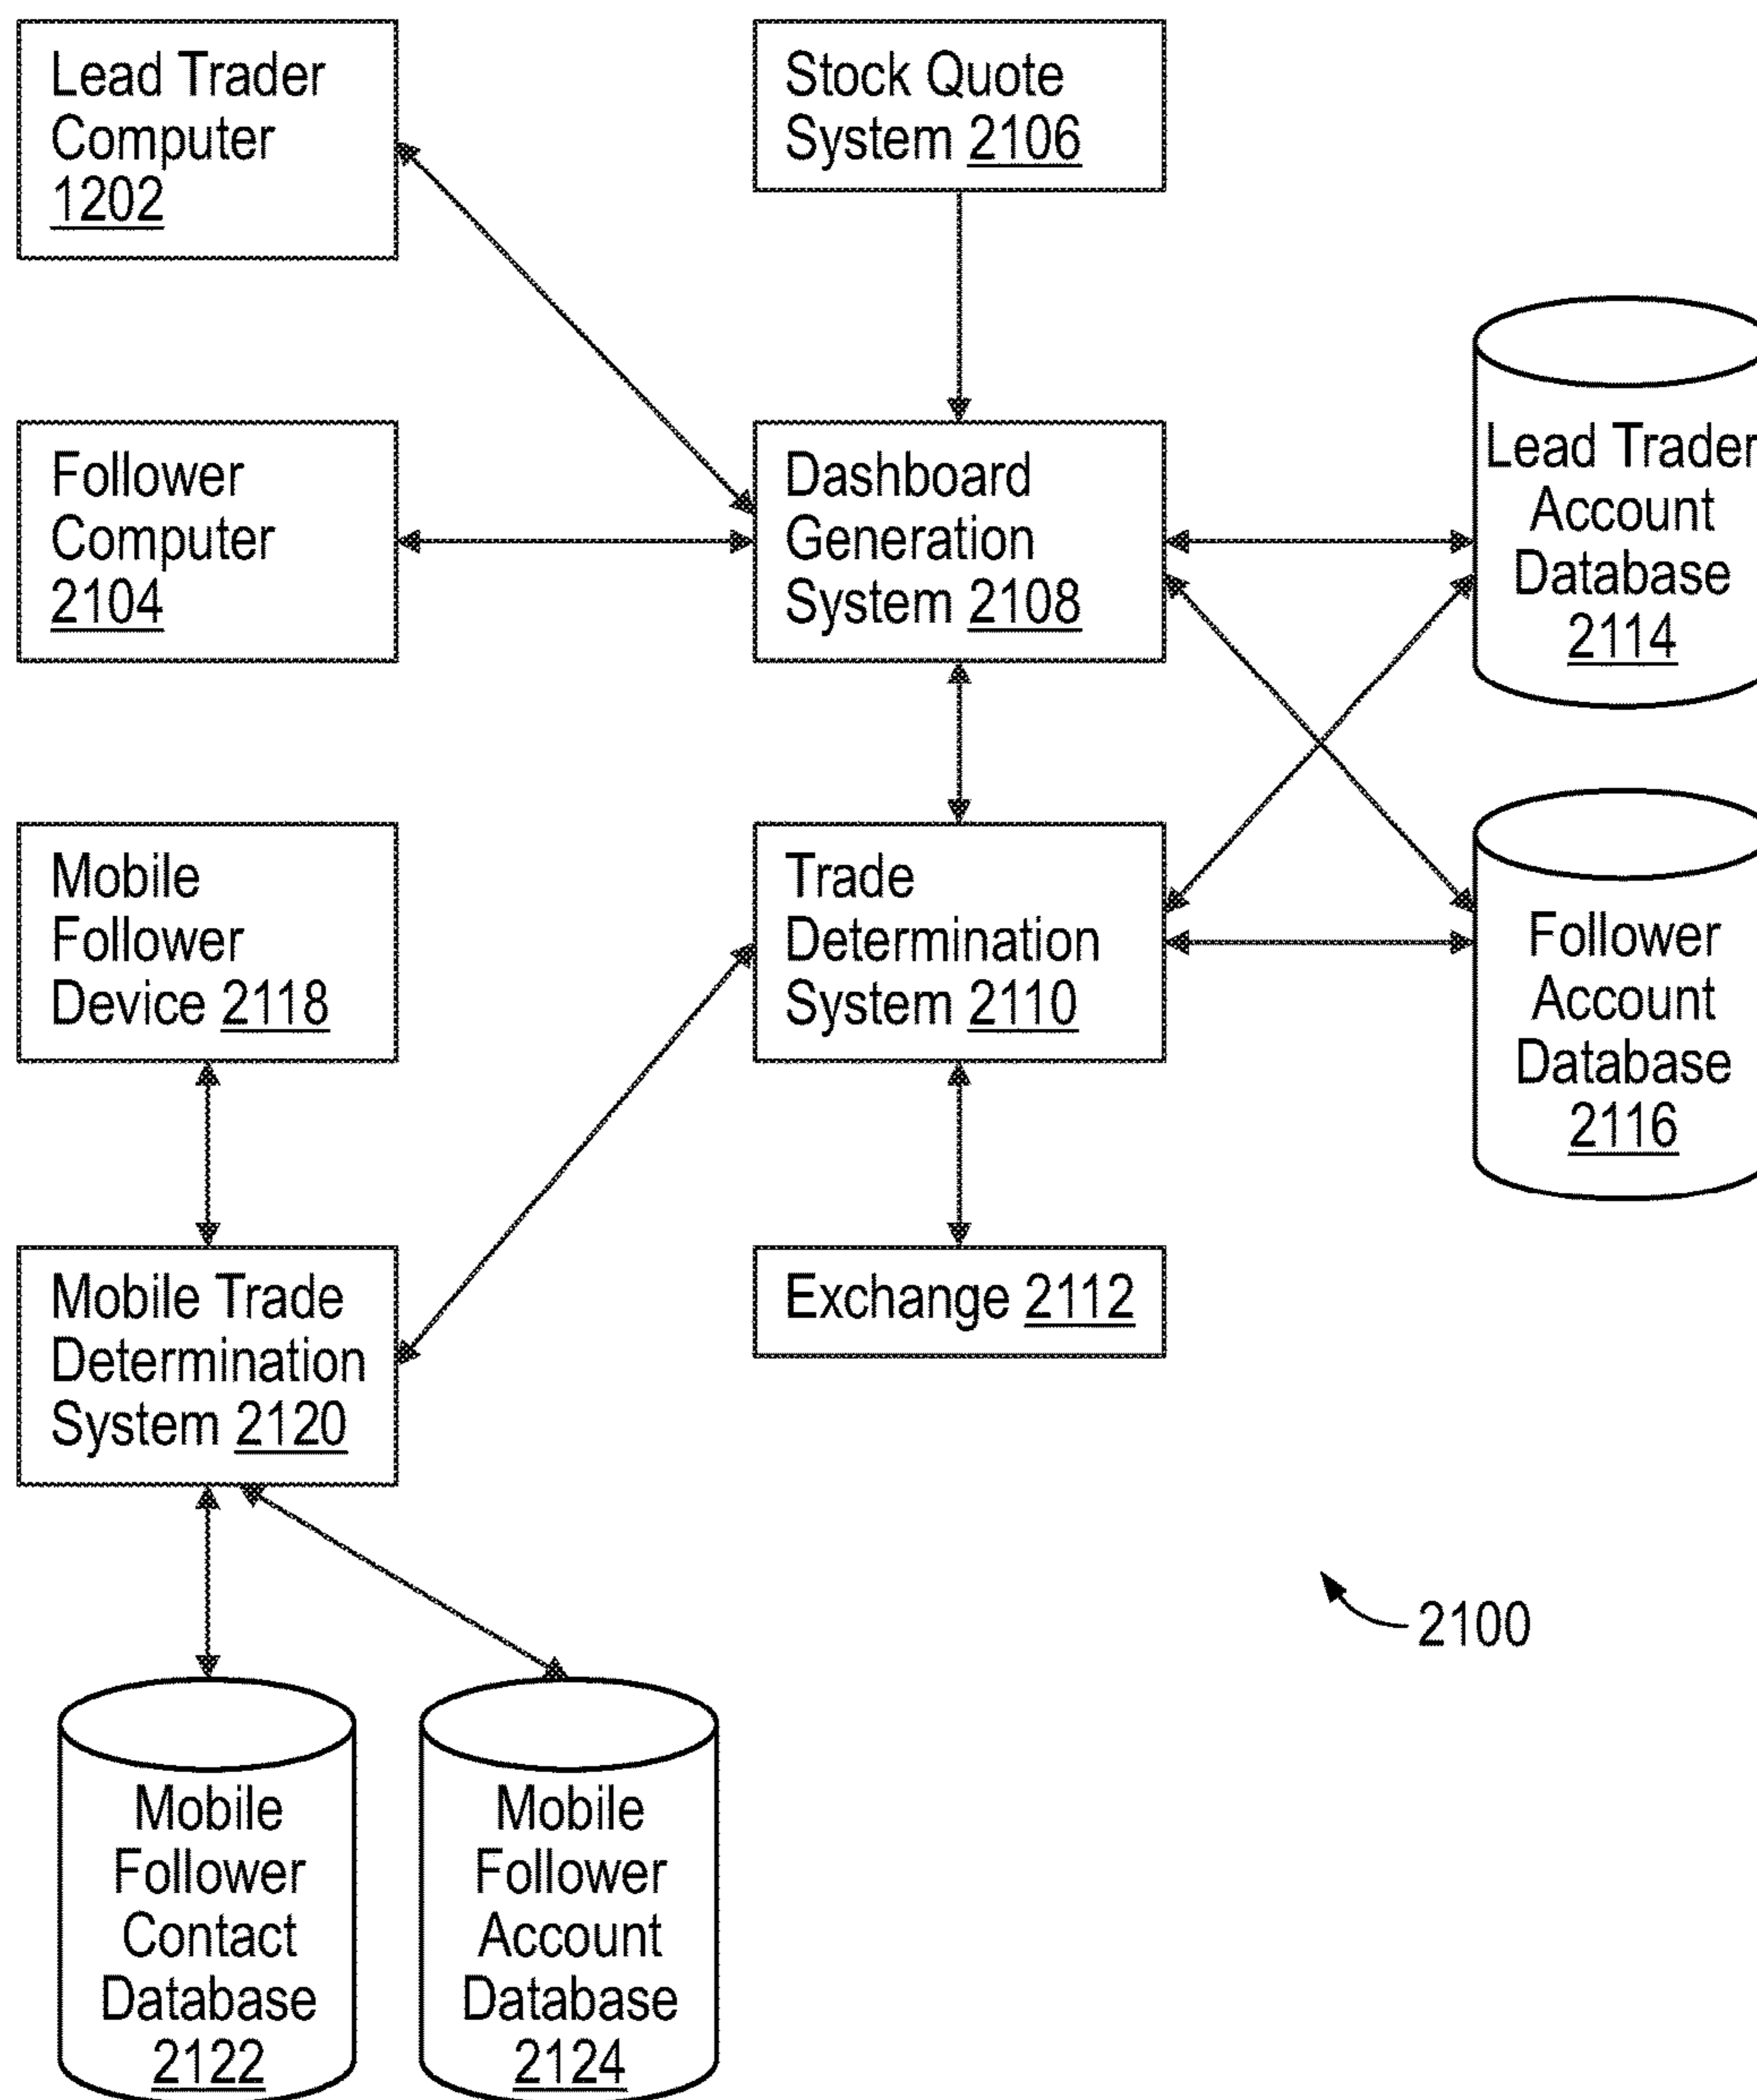 Lead Trader
Computer
1202
Stock Quote
System 2106
Follower
Computer
2104
Dashboard
Generation
System 2108
Lead Trader
Account
Database
2114
Mobile
Follower
Device 2118
Trade
Determination
System 2110
Follower
Account
Database
2116
Mobile Trade
Determination
System 2120
Exchange 2112
2100
Mobile
Follower
Contact
Database
2122
Mobile
Follower
Account
Database
2124